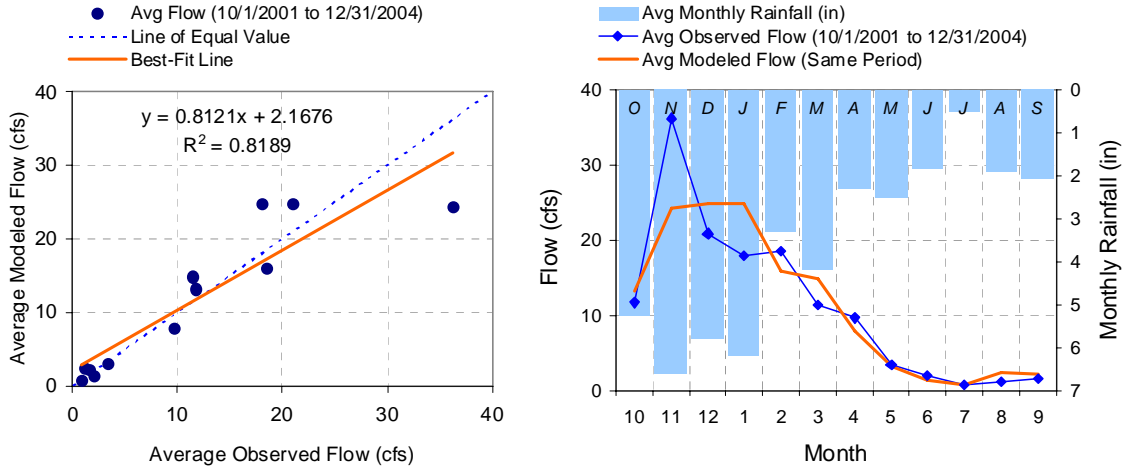 Avg Flow (10/1/2001 to 12/31/2004)
Line of Equal Value
Best-Fit Line
y = 0.8121x + 2.1676
R² = 0.8189
40
30
20
10
0
0 10 20 30 40
Average Modeled Flow (cfs)
Average Observed Flow (cfs)
Avg Monthly Rainfall (in)
Avg Observed Flow (10/1/2001 to 12/31/2004)
Avg Modeled Flow (Same Period)
O N D J F M A M J J A S
40
30
20
10
0
Flow (cfs)
0
1
2
3
4
5
6
7
Monthly Rainfall (in)
10 11 12 1 2 3 4 5 6 7 8 9
Month